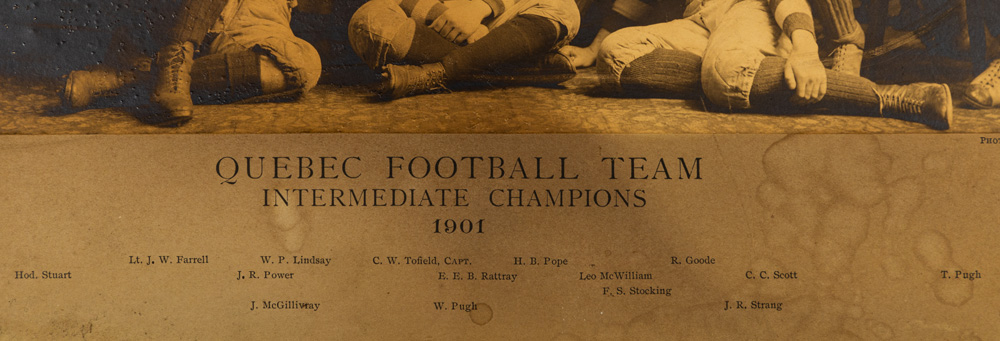 PHO
QUEBEC FOOTBALL TEAM
INTERMEDIATE CHAMPIONS
1901
Lt. J. W. Farrell W. P. Lindsay C. W. Tofield, CAPT. H. B. Pope R. Goode
Hod. Stuart J. R. Power E. E. B. Rattray Leo McWilliam C. C. Scott T. Pugh
F. S. Stocking
J. McGillivray W. Pugh J. R. Strang